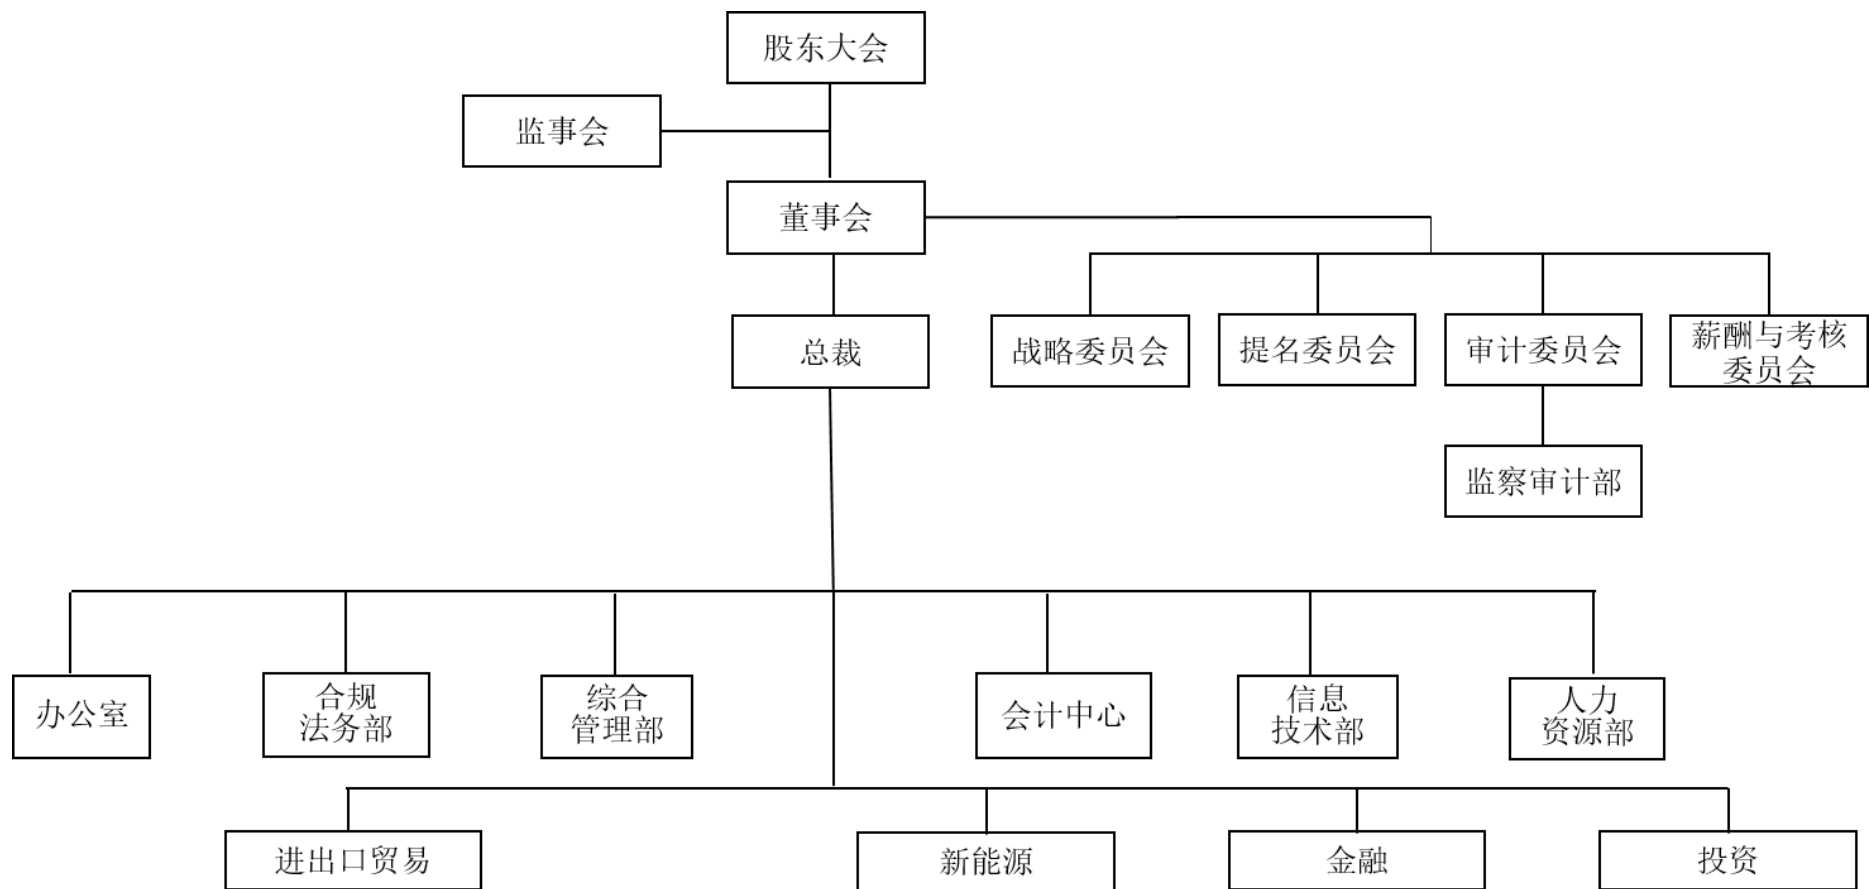 股东大会
监事会
董事会
总裁
战略委员会
提名委员会
审计委员会
薪酬与考核
委员会
监察审计部
办公室
合规
法务部
综合
管理部
会计中心
信息
技术部
人力
资源部
进出口贸易
新能源
金融
投资